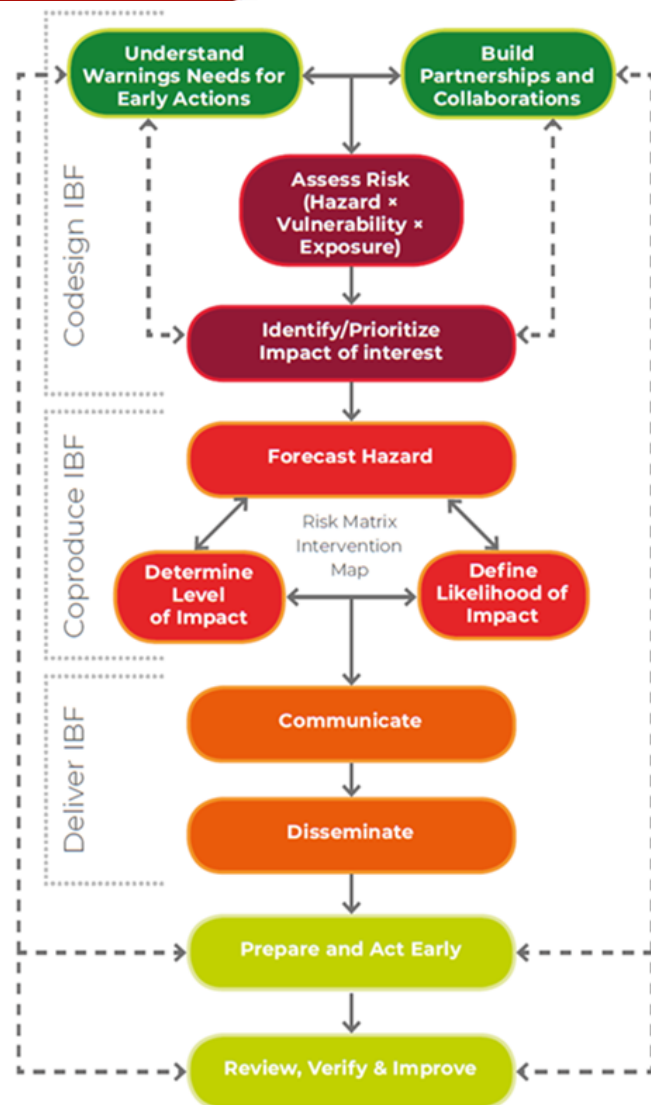 Understand
Warnings Needs for
Early Actions
Build
Partnerships and
Collaborations
Codesign IBF
Assess Risk
(Hazard ×
Vulnerability ×
Exposure)
Identify/Prioritize
Impact of interest
Coproduce IBF
Forecast Hazard
Risk Matrix
Intervention
Map
Determine
Level
of Impact
Define
Likelihood of
Impact
Deliver IBF
Communicate
Disseminate
Prepare and Act Early
Review, Verify & Improve